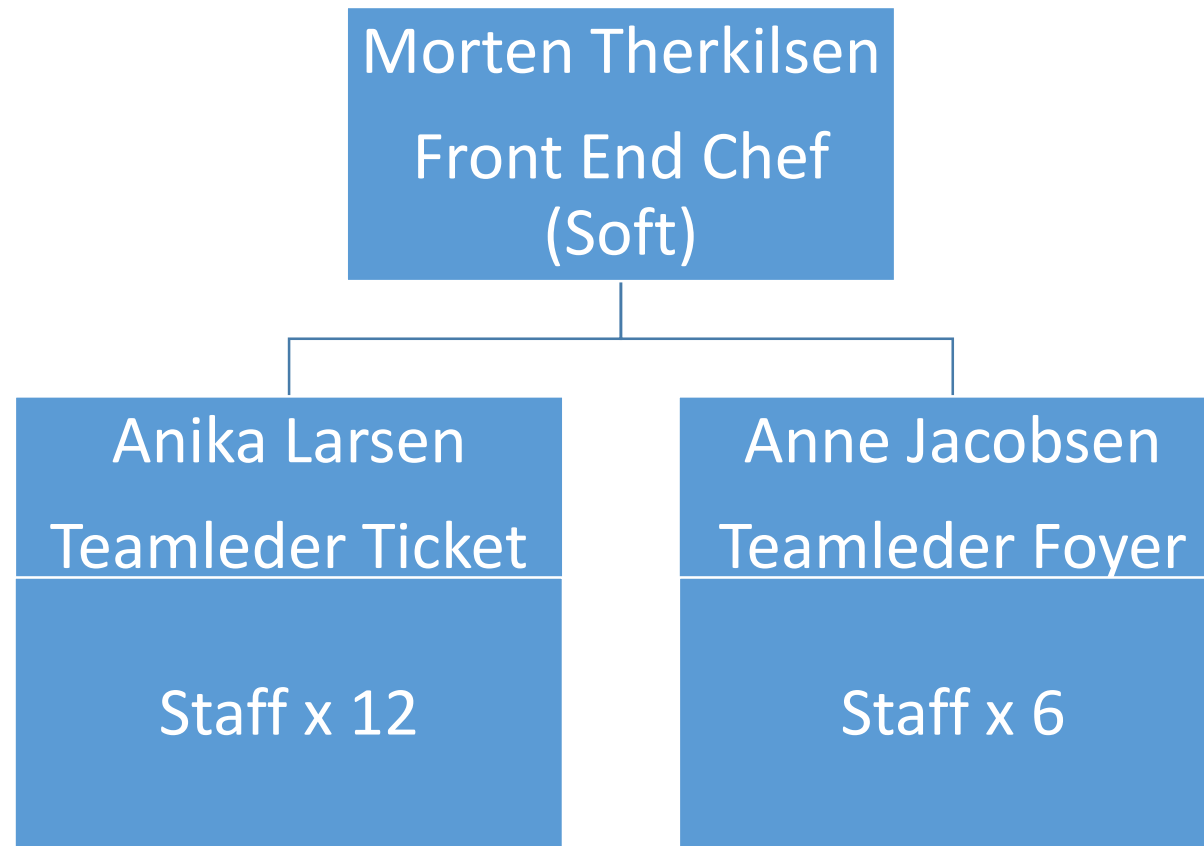 Morten Therkilsen
Front End Chef
(Soft)
Anika Larsen
Teamleder Ticket
Staff x 12
Anne Jacobsen
Teamleder Foyer
Staff x 6